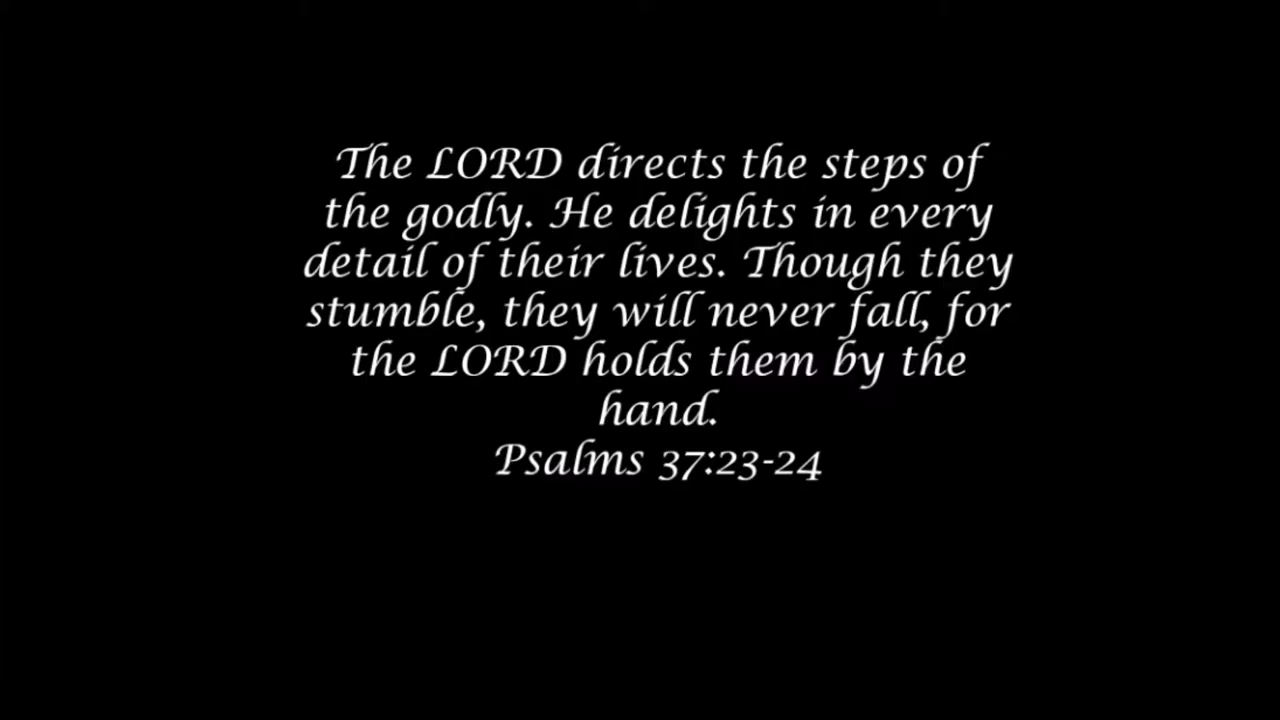 The LORD directs the steps of
the godly. He delights in every
detail of their lives. Though they
stumble, they will never fall, for
the LORD holds them by the
hand.
Psalms 37:23-24